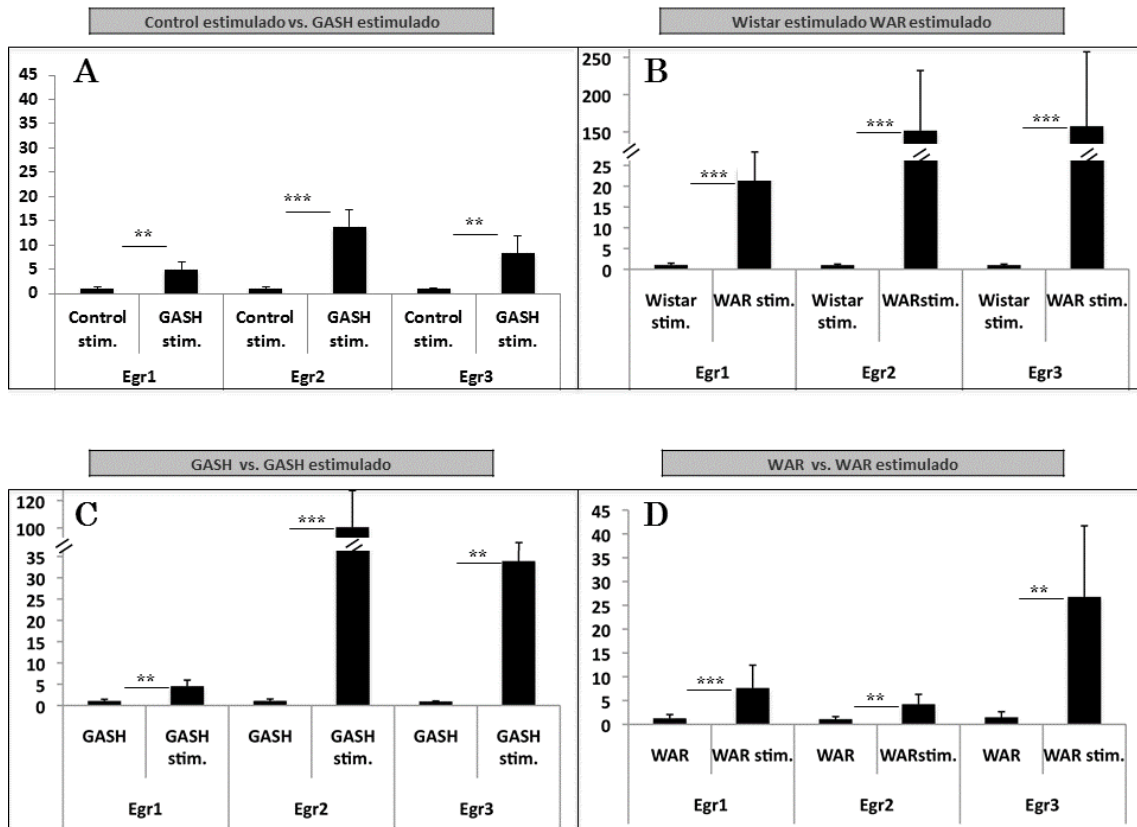 Control estimulado vs. GASH estimulado
Wistar estimulado WAR estimulado
A
45
40
35
30
25
20
15
10
5
0
**
***
**
Control stim.
GASH stim.
Control stim.
GASH stim.
Control stim.
GASH stim.
Egr1
Egr2
Egr3
B
250
200
150
25
20
15
10
5
0
***
***
***
Wistar stim.
WAR stim.
Wistar stim.
WARstim.
Wistar stim.
WAR stim.
Egr1
Egr2
Egr3
GASH vs. GASH estimulado
WAR vs. WAR estimulado
C
120
100
35
30
25
20
15
10
5
0
**
***
**
GASH
GASH stim.
GASH
GASH stim.
GASH
GASH stim.
Egr1
Egr2
Egr3
D
45
40
35
30
25
20
15
10
5
0
***
**
**
WAR
WAR stim.
WAR
WARstim.
WAR
WAR stim.
Egr1
Egr2
Egr3